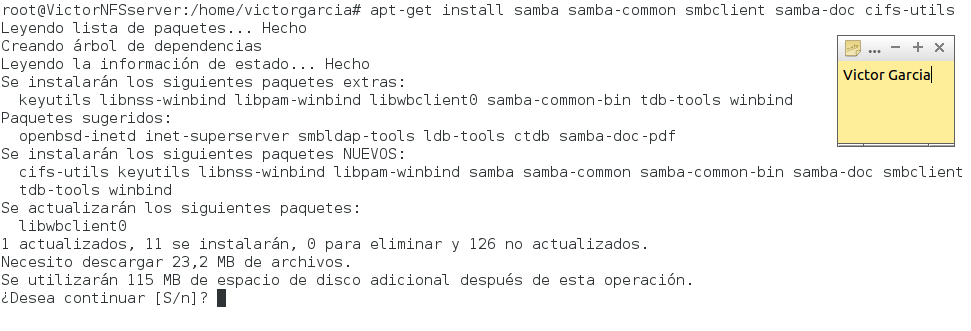 root@VictorNFSserver:/home/victorgarcia# apt-get install samba samba-common smbclient samba-doc cifs-utils
Leyendo lista de paquetes... Hecho
Creando árbol de dependencias
Leyendo la información de estado... Hecho
Se instalarán los siguientes paquetes extras:
  keyutils libnss-winbind libpam-winbind libwbclient0 samba-common-bin tdb-tools winbind
Paquetes sugeridos:
  openbsd-inetd inet-superserver smbldap-tools ldb-tools ctdb samba-doc-pdf
Se instalarán los siguientes paquetes NUEVOS:
  cifs-utils keyutils libnss-winbind libpam-winbind samba samba-common samba-common-bin samba-doc smbclient
  tdb-tools winbind
Se actualizarán los siguientes paquetes:
  libwbclient0
1 actualizados, 11 se instalarán, 0 para eliminar y 126 no actualizados.
Necesito descargar 23,2 MB de archivos.
Se utilizarán 115 MB de espacio de disco adicional después de esta operación.
¿Desea continuar [S/n]?
...
Victor Garcia